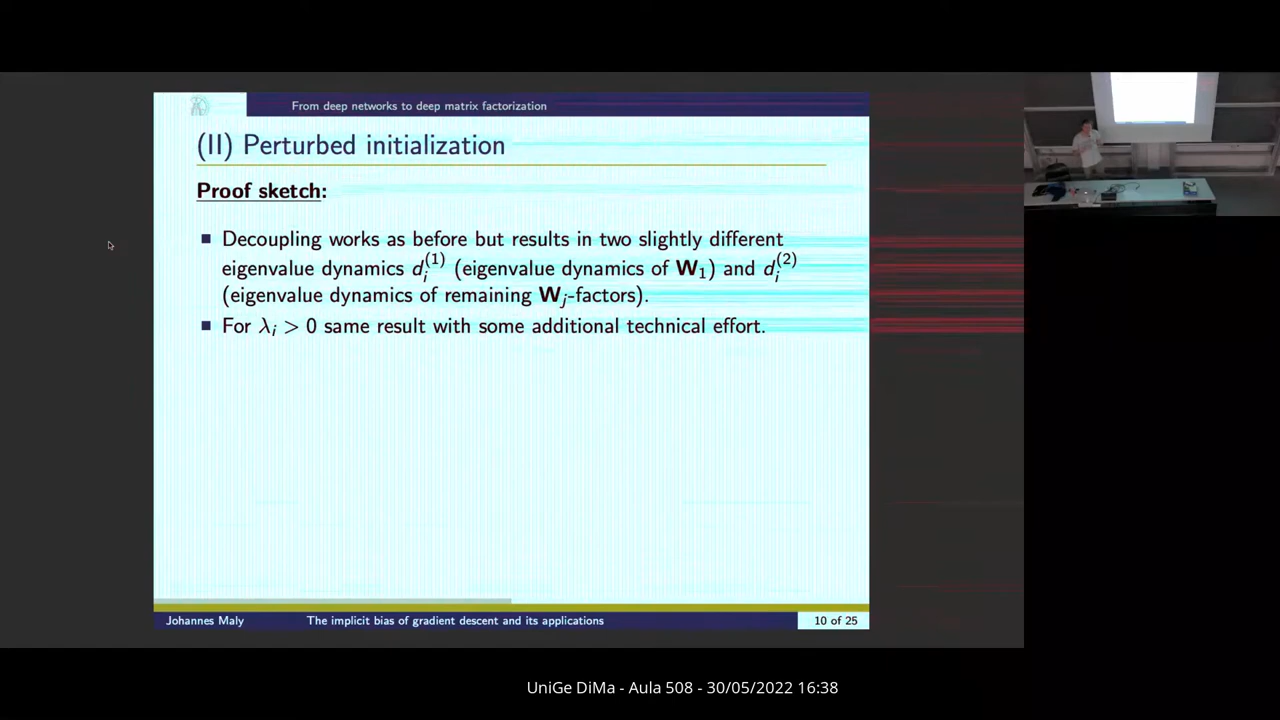 From deep networks to deep matrix factorization
(II) Perturbed initialization
Proof sketch:
Decoupling works as before but results in two slightly different
eigenvalue dynamics d_i^(1) (eigenvalue dynamics of W_1) and d_i^(2)
(eigenvalue dynamics of remaining W_j-factors).
For λ_i > 0 same result with some additional technical effort.
Johannes Maly The implicit bias of gradient descent and its applications 10 of 25
UniGe DiMa - Aula 508 - 30/05/2022 16:38